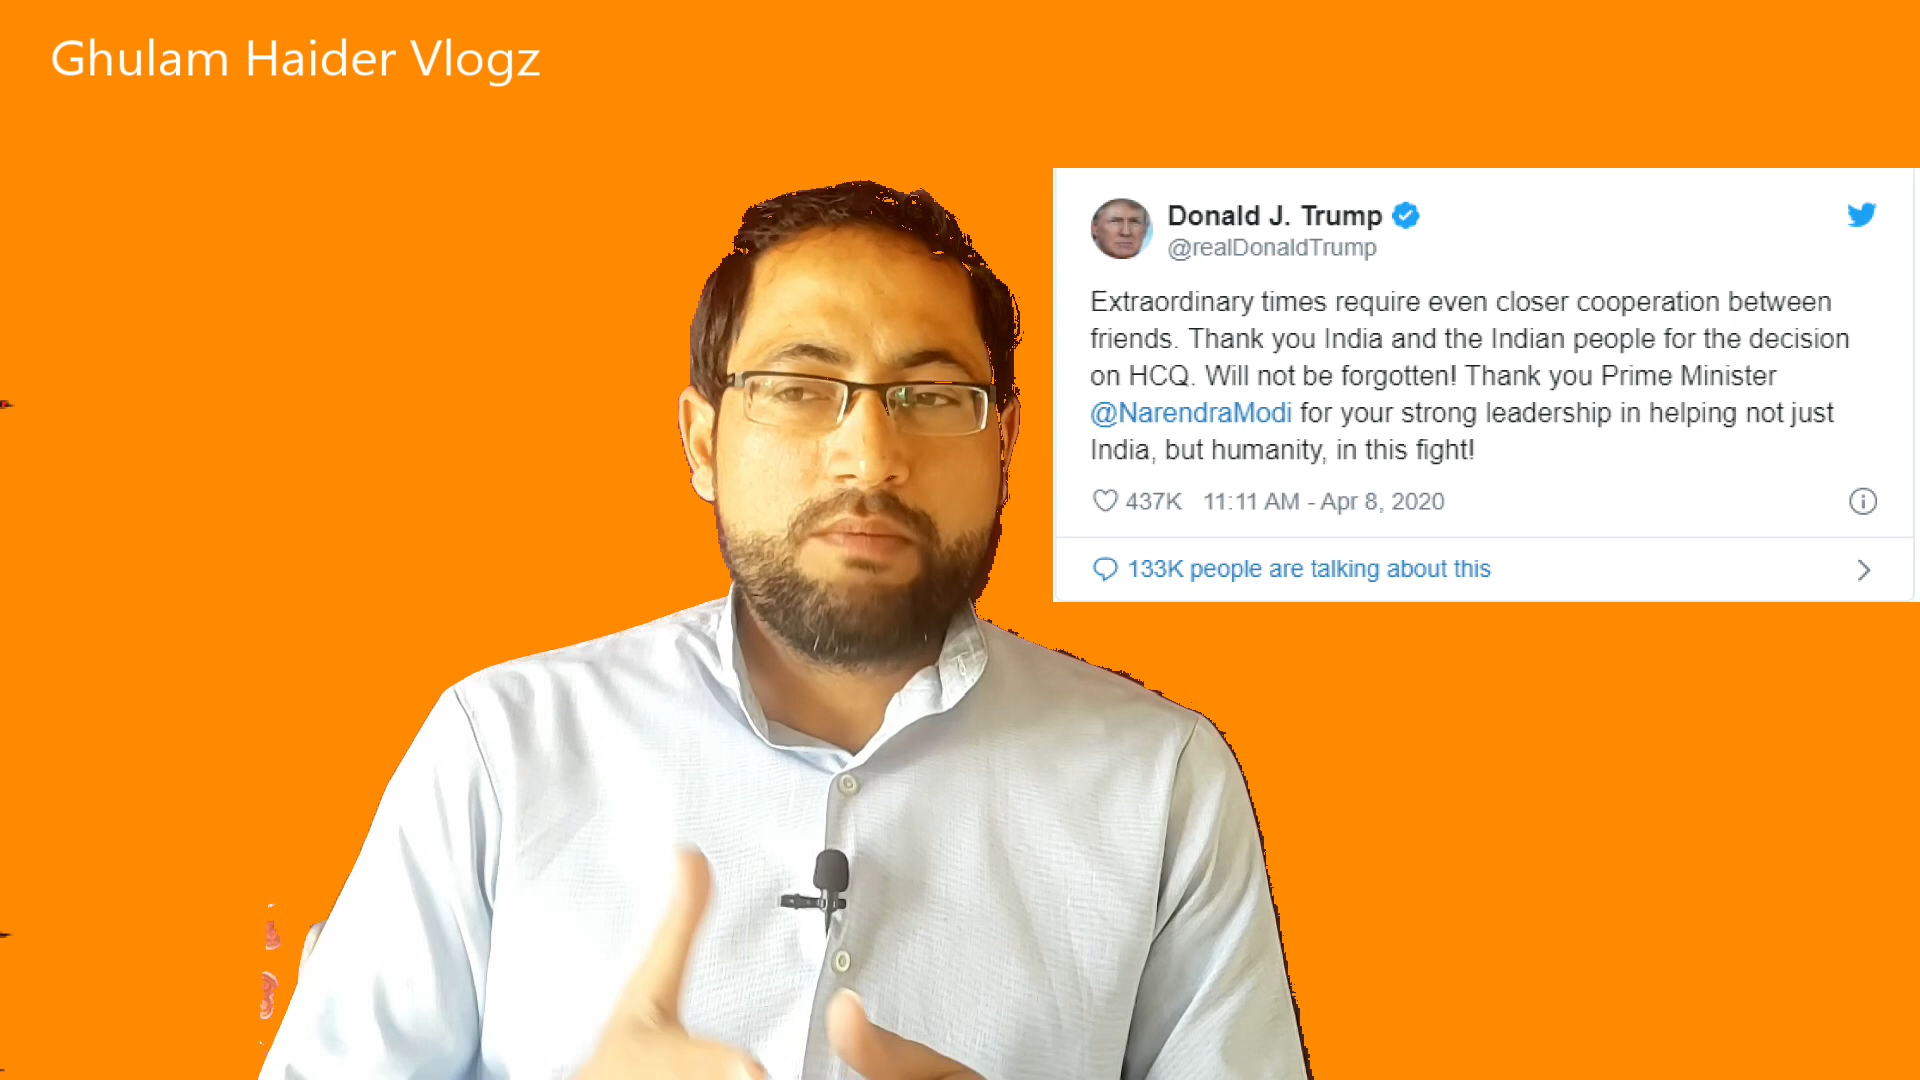 Ghulam Haider Vlogz
Donald J. Trump
@realDonaldTrump
Extraordinary times require even closer cooperation between
friends. Thank you India and the Indian people for the decision
on HCQ. Will not be forgotten! Thank you Prime Minister
@NarendraModi for your strong leadership in helping not just
India, but humanity, in this fight!
437K 11:11 AM - Apr 8, 2020
133K people are talking about this